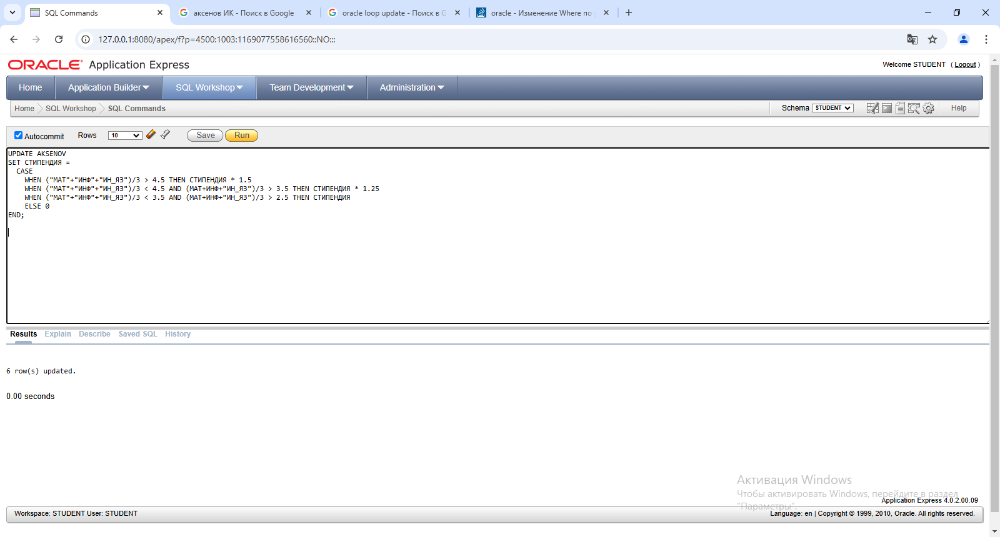 SQL Commands
аксенов ИК - Поиск в Google
oracle loop update - Поиск в G
oracle - Изменение Where по
127.0.0.1:8080/apex/f?p=4500:1003:1169077558616560::NO:::
ORACLE Application Express
Welcome STUDENT ( Logout )
Home
Application Builder
SQL Workshop
Team Development
Administration
Home
SQL Workshop
SQL Commands
Schema STUDENT
Help
Autocommit Rows 10 Save Run
UPDATE AKSENOV
SET СТИПЕНДИЯ =
CASE
WHEN ("МАТ"+"ИНФ"+"ИН_ЯЗ")/3 > 4.5 THEN СТИПЕНДИЯ * 1.5
WHEN ("МАТ"+"ИНФ"+"ИН_ЯЗ")/3 < 4.5 AND (МАТ+ИНФ+"ИН_ЯЗ")/3 > 3.5 THEN СТИПЕНДИЯ * 1.25
WHEN ("МАТ"+"ИНФ"+"ИН_ЯЗ")/3 < 3.5 AND (МАТ+ИНФ+"ИН_ЯЗ")/3 > 2.5 THEN СТИПЕНДИЯ
ELSE 0
END;
Results Explain Describe Saved SQL History
6 row(s) updated.
0.00 seconds
Активация Windows
Чтобы активировать Windows, перейдите в раздел
"Параметры".
Application Express 4.0.2.00.09
Workspace: STUDENT User: STUDENT
Language: en | Copyright © 1999, 2010, Oracle. All rights reserved.